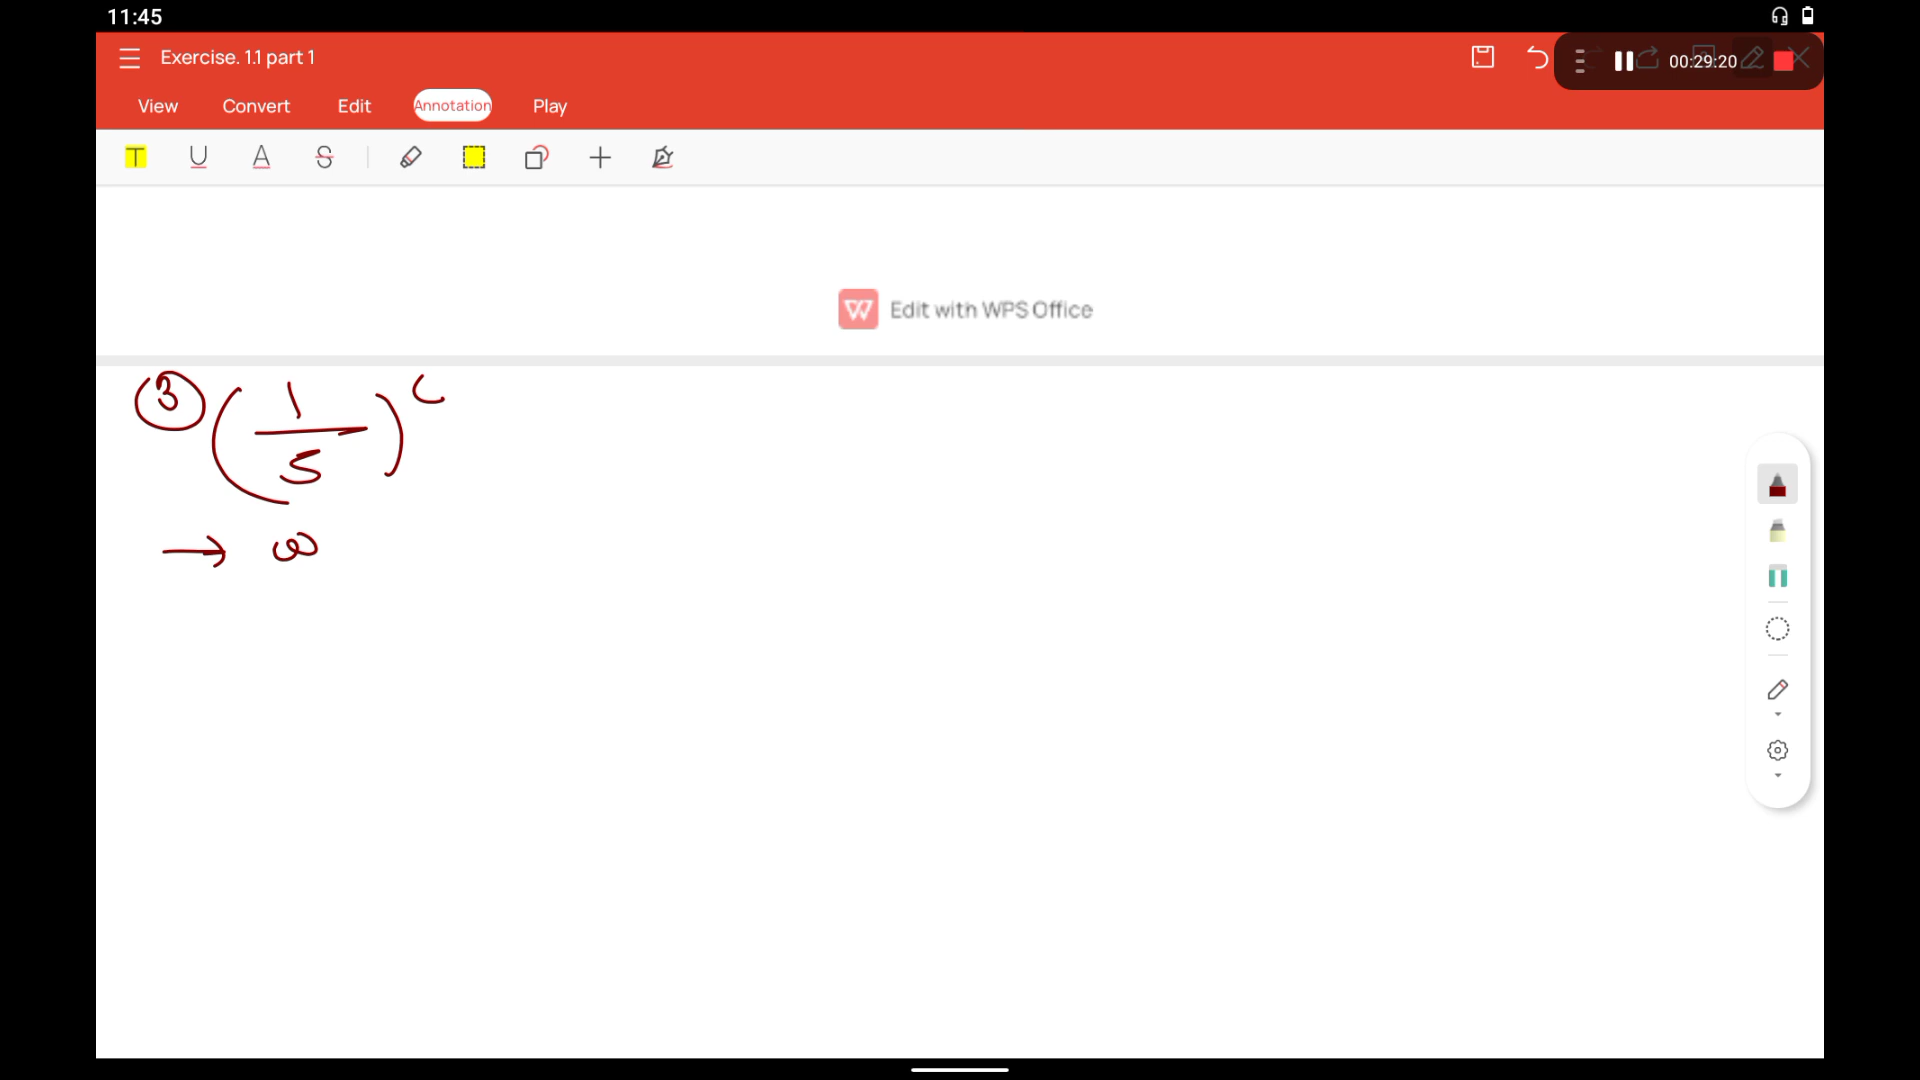 11:45
Exercise. 1.1 part 1
00:29:20
View Convert Edit Annotation Play
T U A S
W Edit with WPS Office
③ (1/5)^c
→